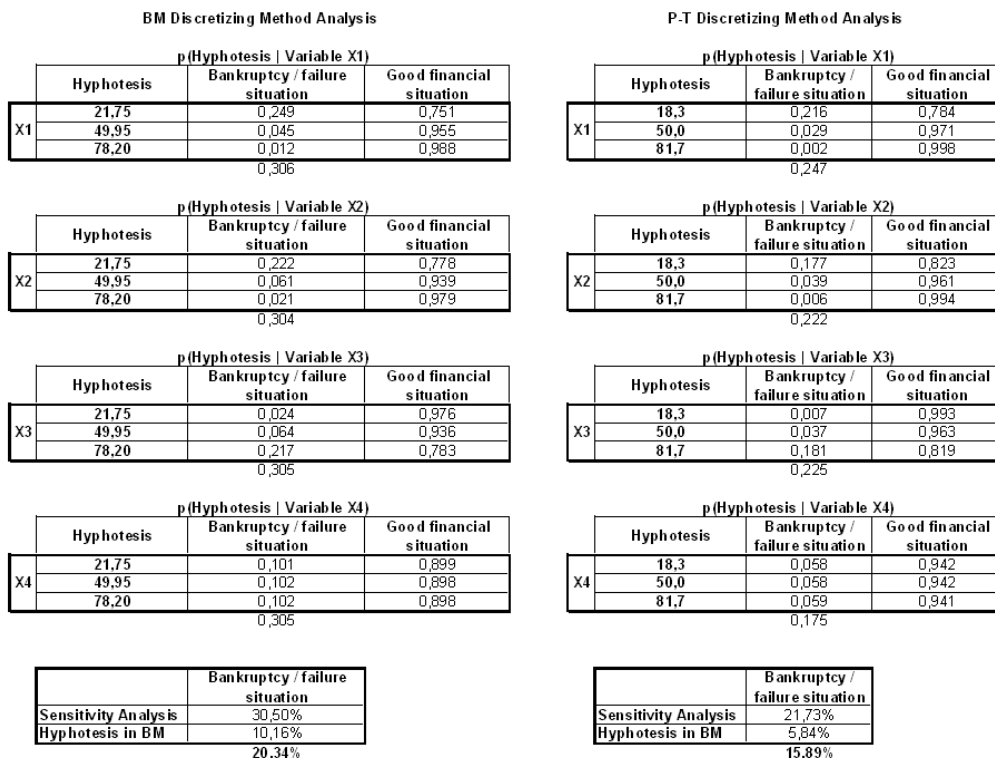 BM Discretizing Method Analysis
p(Hyphotesis | Variable X1)
Hyphotesis Bankruptcy / failure situation Good financial situation
X1
21,75 0,249 0,751
49,95 0,045 0,955
78,20 0,012 0,988
0,306
p(Hyphotesis | Variable X2)
Hyphotesis Bankruptcy / failure situation Good financial situation
X2
21,75 0,222 0,778
49,95 0,061 0,939
78,20 0,021 0,979
0,304
p(Hyphotesis | Variable X3)
Hyphotesis Bankruptcy / failure situation Good financial situation
X3
21,75 0,024 0,976
49,95 0,064 0,936
78,20 0,217 0,783
0,305
p(Hyphotesis | Variable X4)
Hyphotesis Bankruptcy / failure situation Good financial situation
X4
21,75 0,101 0,899
49,95 0,102 0,898
78,20 0,102 0,898
0,305
Bankruptcy / failure situation
Sensitivity Analysis 30,50%
Hyphotesis in BM 10,16%
20.34%
P-T Discretizing Method Analysis
p(Hyphotesis | Variable X1)
Hyphotesis Bankruptcy / failure situation Good financial situation
X1
18,3 0,216 0,784
50,0 0,029 0,971
81,7 0,002 0,998
0,247
p(Hyphotesis | Variable X2)
Hyphotesis Bankruptcy / failure situation Good financial situation
X2
18,3 0,177 0,823
50,0 0,039 0,961
81,7 0,006 0,994
0,222
p(Hyphotesis | Variable X3)
Hyphotesis Bankruptcy / failure situation Good financial situation
X3
18,3 0,007 0,993
50,0 0,037 0,963
81,7 0,181 0,819
0,225
p(Hyphotesis | Variable X4)
Hyphotesis Bankruptcy / failure situation Good financial situation
X4
18,3 0,058 0,942
50,0 0,058 0,942
81,7 0,059 0,941
0,175
Bankruptcy / failure situation
Sensitivity Analysis 21,73%
Hyphotesis in BM 5,84%
15.89%